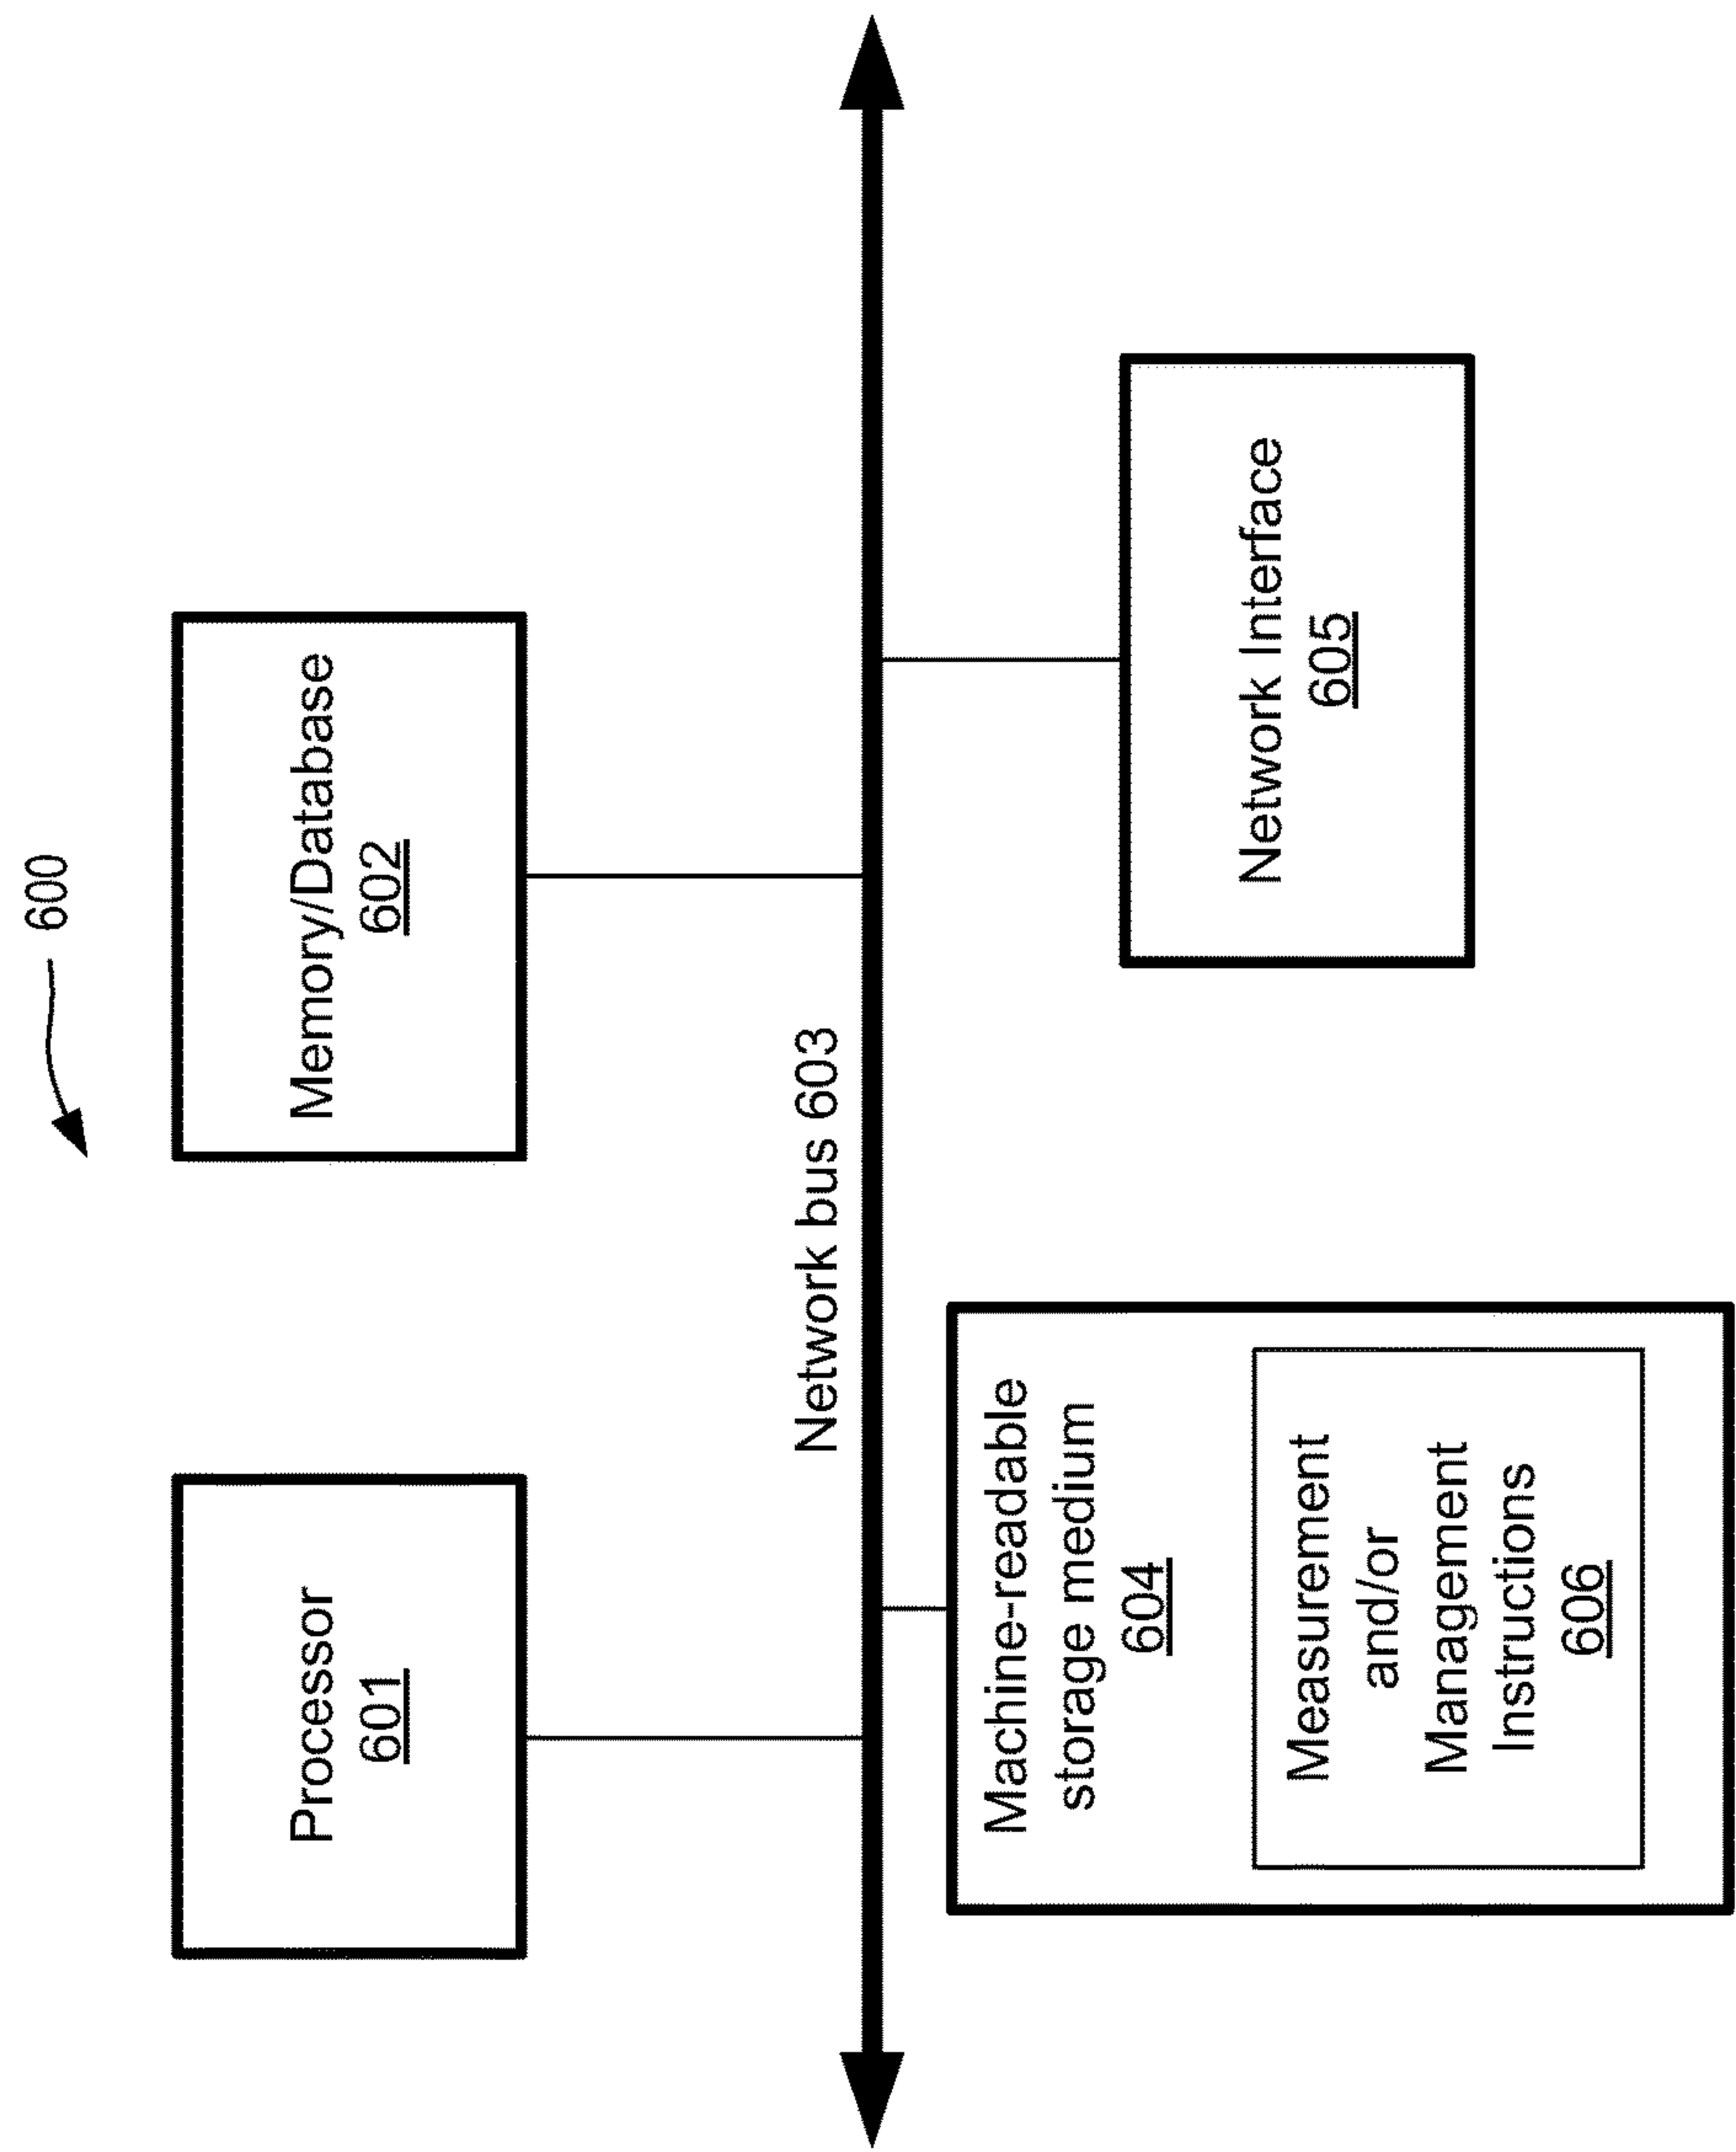 600
Processor
601
Memory/Database
602
Network bus 603
Machine-readable
storage medium
604
Measurement
and/or
Management
Instructions
606
Network Interface
605